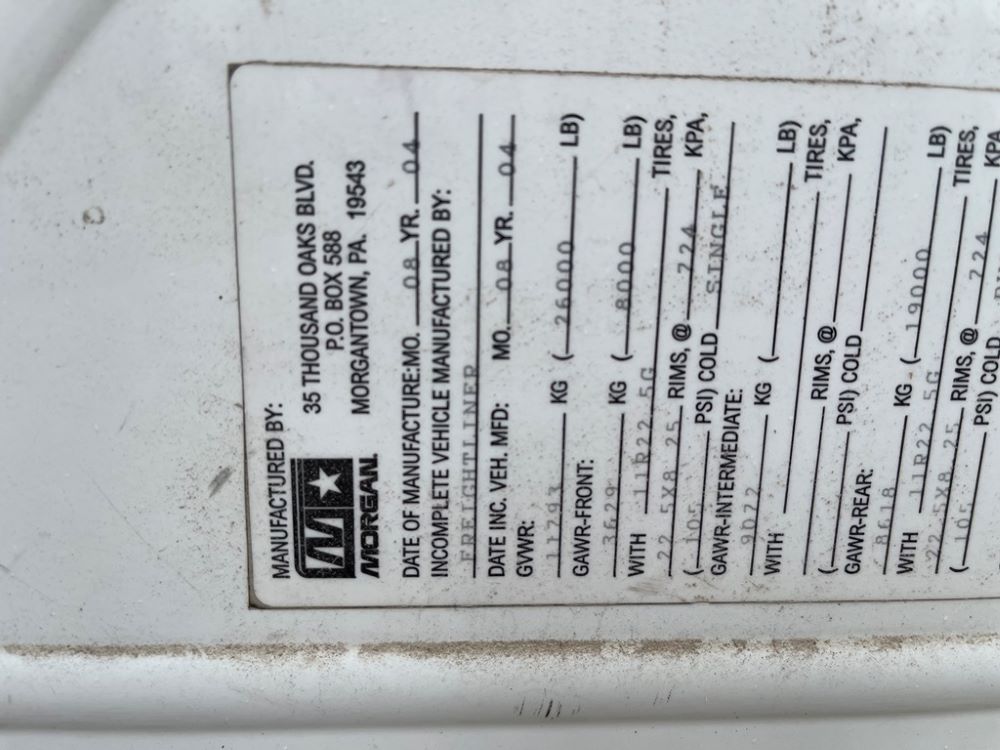 MANUFACTURED BY:
35 THOUSAND OAKS BLVD.
P.O. BOX 588
MORGANTOWN, PA. 19543
MORGAN
DATE OF MANUFACTURE:MO. 08 YR. 04
INCOMPLETE VEHICLE MANUFACTURED BY:
FREIGHTLINER
DATE INC. VEH. MFD: MO. 08 YR. 04
GVWR:
11793 KG ( 26000 LB)
GAWR-FRONT:
3629 KG ( 8000 LB)
WITH 11R22 5G TIRES,
22 5X8 25 RIMS, @ 724 KPA,
( 105 PSI) COLD SINGLE
GAWR-INTERMEDIATE:
9D72 KG ( LB)
WITH TIRES,
RIMS, @ KPA,
( PSI) COLD
GAWR-REAR:
8618 KG ( 19000 LB)
WITH 11R22 5G TIRES,
22 5X8 25 RIMS, @ 724 KPA
( 105 PSI) COLD